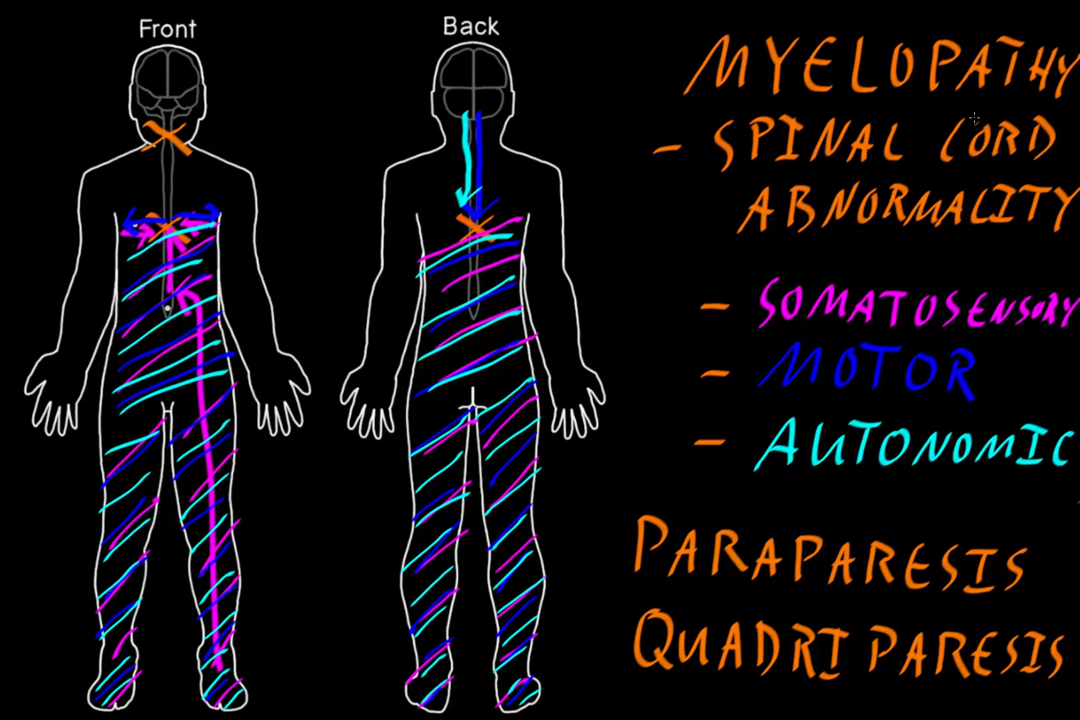 Front
Back
MYELOPATHY
- SPINAL CORD
ABNORMALITY
- SOMATOSENSORY
- MOTOR
- AUTONOMIC
PARAPARESIS
QUADRIPARESIS